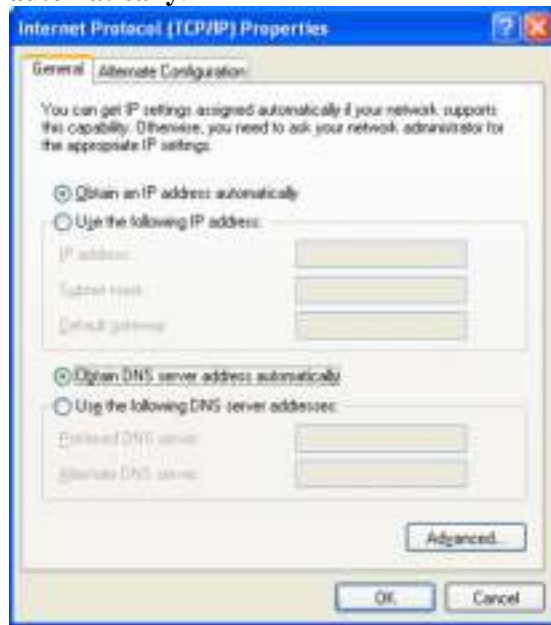 automatically.
Internet Protocol (TCP/IP) Properties
General
Alternate Configuration
You can get IP settings assigned automatically if your network supports
this capability. Otherwise, you need to ask your network administrator for
the appropriate IP settings.
Obtain an IP address automatically
Use the following IP address:
IP address:
Subnet mask:
Default gateway:
Obtain DNS server address automatically
Use the following DNS server addresses:
Preferred DNS server:
Alternate DNS server:
Advanced...
OK
Cancel